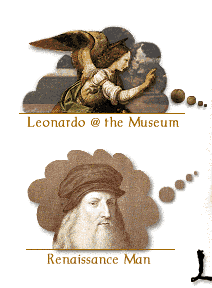 Leonardo @ the Museum
Renaissance Man
L